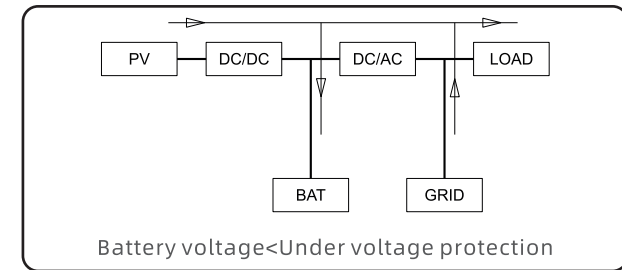 PV DC/DC DC/AC LOAD
BAT GRID
Battery voltage<Under voltage protection